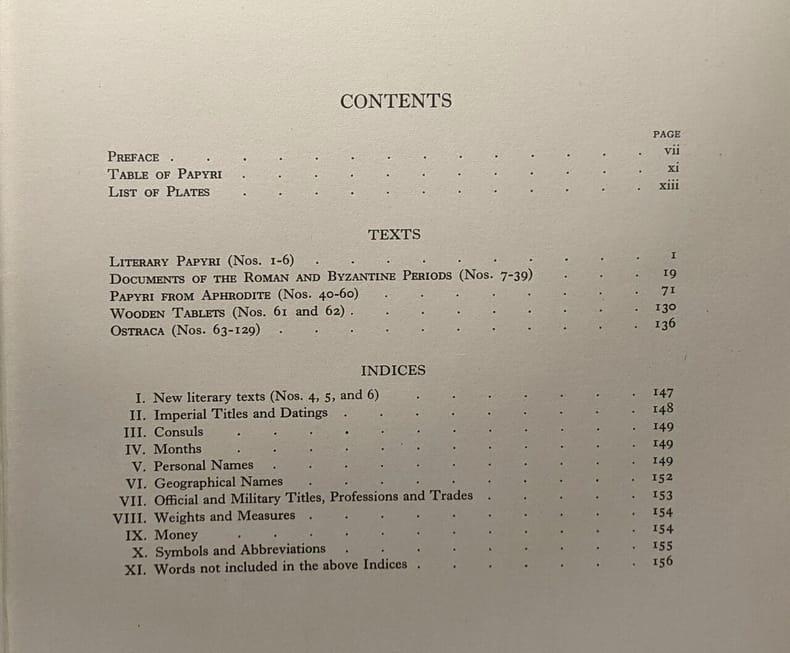 CONTENTS
PAGE
PREFACE . . . . . . . . . . . . . . vii
TABLE OF PAPYRI . . . . . . . . . . . . xi
LIST OF PLATES . . . . . . . . . . . . xiii
TEXTS
LITERARY PAPYRI (Nos. 1-6) . . . . . . . . . . 1
DOCUMENTS OF THE ROMAN AND BYZANTINE PERIODS (Nos. 7-39) . . . 19
PAPYRI FROM APHRODITE (Nos. 40-60) . . . . . . . . 71
WOODEN TABLETS (Nos. 61 and 62) . . . . . . . . . 130
OSTRACA (Nos. 63-129) . . . . . . . . . . . 136
INDICES
I. New literary texts (Nos. 4, 5, and 6) . . . . . . . 147
II. Imperial Titles and Datings . . . . . . . . . 148
III. Consuls . . . . . . . . . . . . 149
IV. Months . . . . . . . . . . . . 149
V. Personal Names . . . . . . . . . . . 149
VI. Geographical Names . . . . . . . . . . 152
VII. Official and Military Titles, Professions and Trades . . . . . 153
VIII. Weights and Measures . . . . . . . . . . 154
IX. Money . . . . . . . . . . . . 154
X. Symbols and Abbreviations . . . . . . . . . 155
XI. Words not included in the above Indices . . . . . . . 156